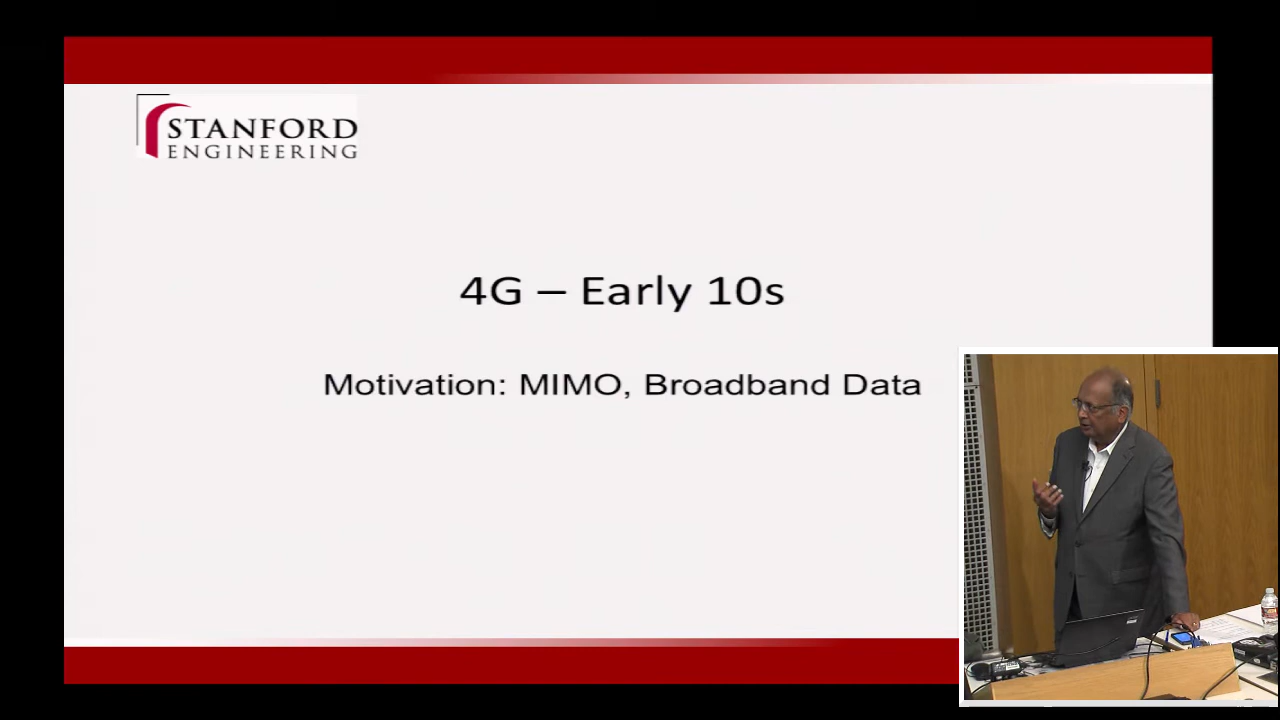 STANFORD
ENGINEERING
4G – Early 10s
Motivation: MIMO, Broadband Data